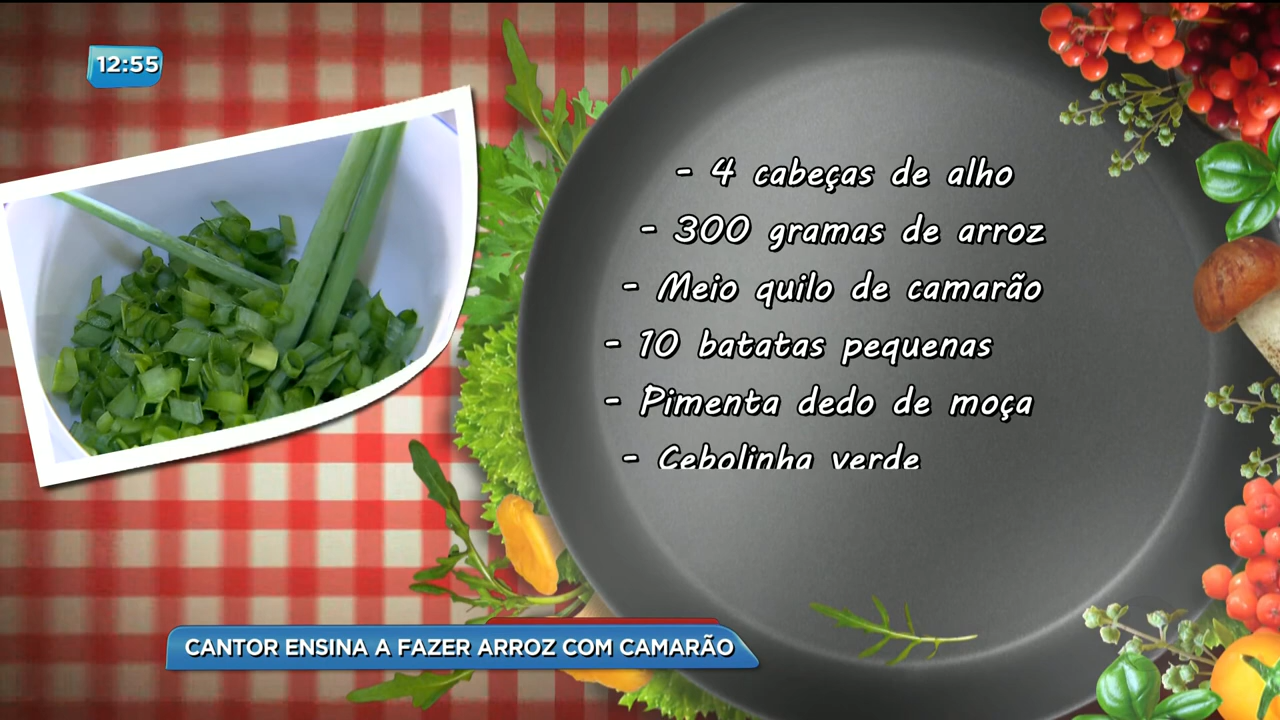 12:55
- 4 cabeças de alho
- 300 gramas de arroz
- Meio quilo de camarão
- 10 batatas pequenas
- Pimenta dedo de moça
- Cebolinha verde
CANTOR ENSINA A FAZER ARROZ COM CAMARÃO